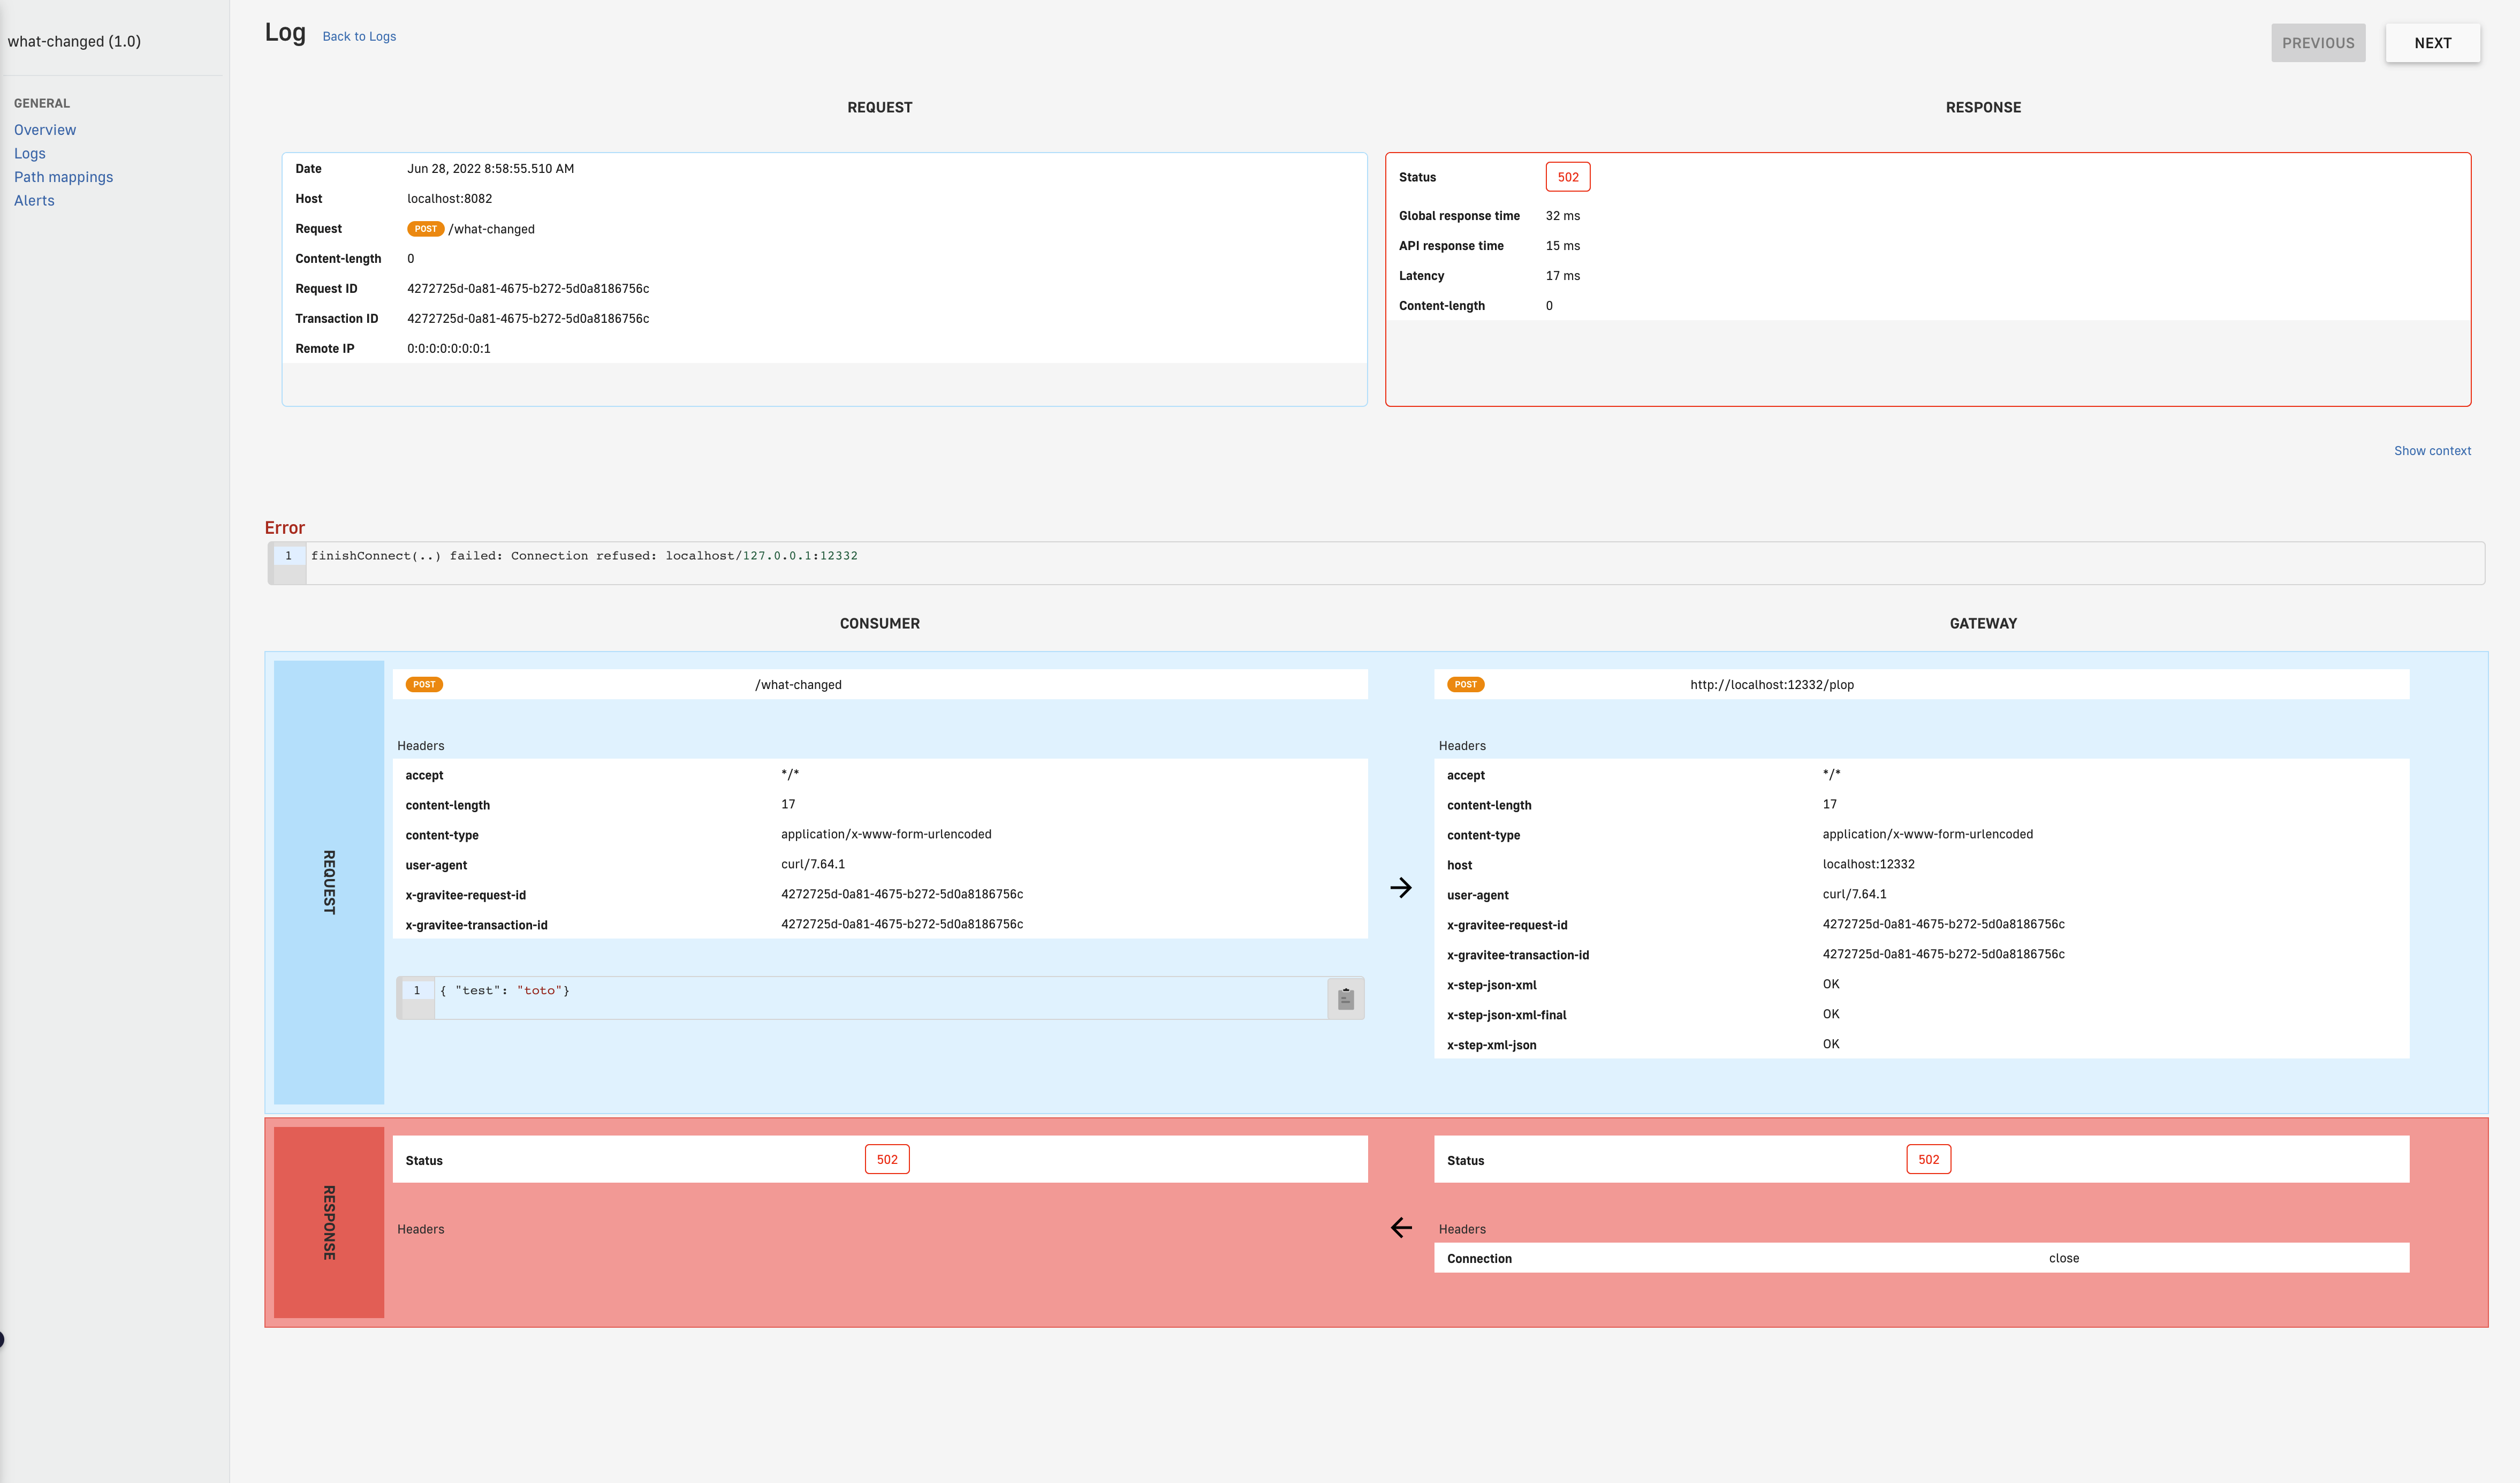 what-changed (1.0)
GENERAL
Overview
Logs
Path mappings
Alerts
Log Back to Logs
PREVIOUS NEXT
REQUEST
Date Jun 28, 2022 8:58:55.510 AM
Host localhost:8082
Request POST /what-changed
Content-length 0
Request ID 4272725d-0a81-4675-b272-5d0a8186756c
Transaction ID 4272725d-0a81-4675-b272-5d0a8186756c
Remote IP 0:0:0:0:0:0:0:1
RESPONSE
Status 502
Global response time 32 ms
API response time 15 ms
Latency 17 ms
Content-length 0
Show context
Error
1 finishConnect(..) failed: Connection refused: localhost/127.0.0.1:12332
CONSUMER
GATEWAY
REQUEST
POST /what-changed
Headers
accept */*
content-length 17
content-type application/x-www-form-urlencoded
user-agent curl/7.64.1
x-gravitee-request-id 4272725d-0a81-4675-b272-5d0a8186756c
x-gravitee-transaction-id 4272725d-0a81-4675-b272-5d0a8186756c
1 { "test": "toto"}
POST http://localhost:12332/plop
Headers
accept */*
content-length 17
content-type application/x-www-form-urlencoded
host localhost:12332
user-agent curl/7.64.1
x-gravitee-request-id 4272725d-0a81-4675-b272-5d0a8186756c
x-gravitee-transaction-id 4272725d-0a81-4675-b272-5d0a8186756c
x-step-json-xml OK
x-step-json-xml-final OK
x-step-xml-json OK
RESPONSE
Status 502
Headers
Status 502
Headers
Connection close